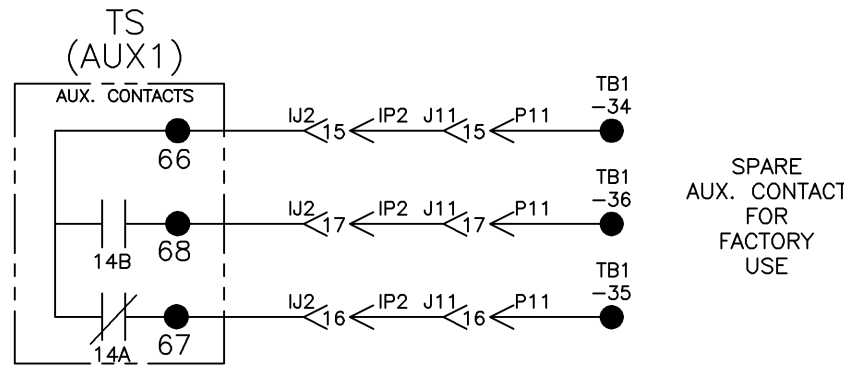 TS
(AUX1)
AUX. CONTACTS
66
IJ2
15
IP2
J11
15
P11
TB1
-34
14B
68
IJ2
17
IP2
J11
17
P11
TB1
-36
14A
67
IJ2
16
IP2
J11
16
P11
TB1
-35
SPARE
AUX. CONTACT
FOR
FACTORY
USE